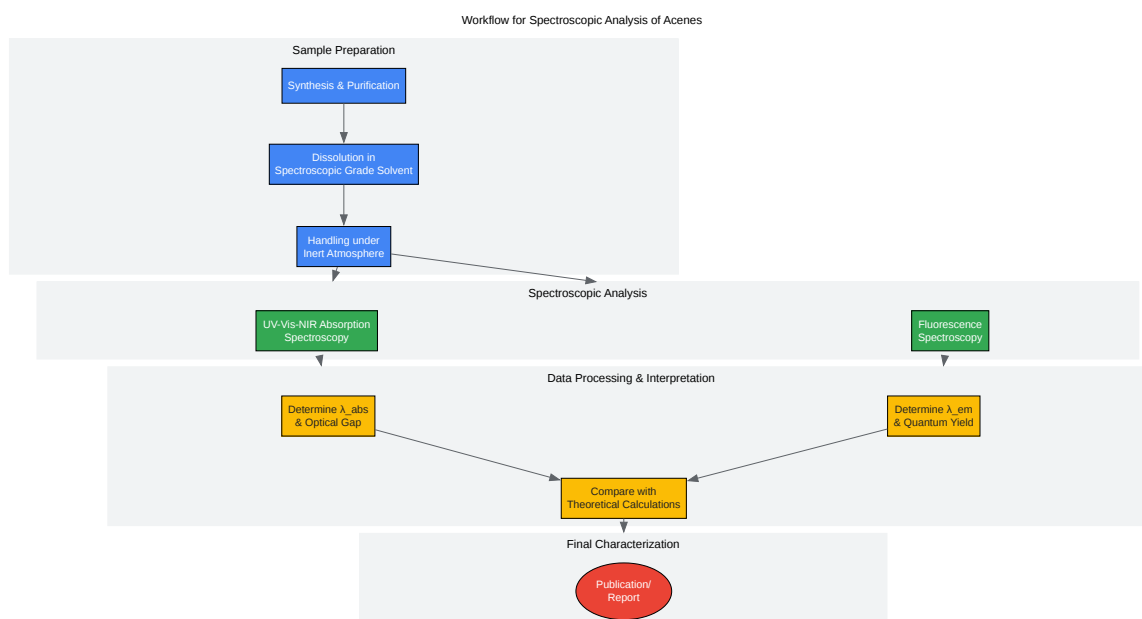 Workflow for Spectroscopic Analysis of Acenes
Sample Preparation
Synthesis & Purification
Dissolution in
Spectroscopic Grade Solvent
Handling under
Inert Atmosphere
Spectroscopic Analysis
UV-Vis-NIR Absorption
Spectroscopy
Fluorescence
Spectroscopy
Data Processing & Interpretation
Determine λ_abs
& Optical Gap
Determine λ_em
& Quantum Yield
Compare with
Theoretical Calculations
Final Characterization
Publication/
Report